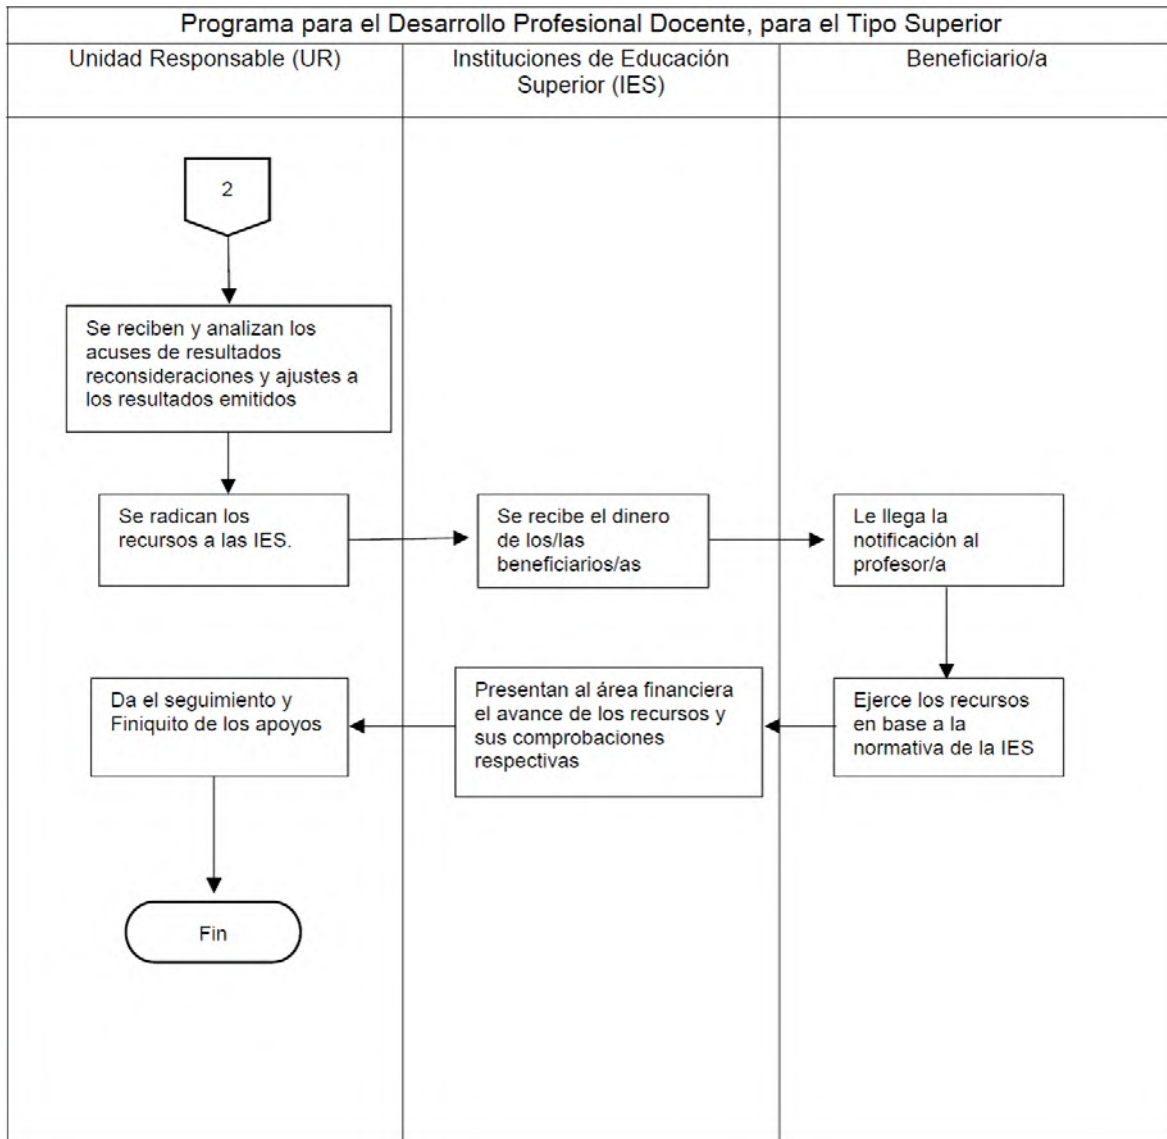 Programa para el Desarrollo Profesional Docente, para el Tipo Superior
Unidad Responsable (UR)
Instituciones de Educación
Superior (IES)
Beneficiario/a
2
Se reciben y analizan los
acuses de resultados
reconsideraciones y ajustes a
los resultados emitidos
Se radican los
recursos a las IES.
Se recibe el dinero
de los/las
beneficiarios/as
Le llega la
notificación al
profesor/a
Ejerce los recursos
en base a la
normativa de la IES
Presentan al área financiera
el avance de los recursos y
sus comprobaciones
respectivas
Da el seguimiento y
Finiquito de los apoyos
Fin